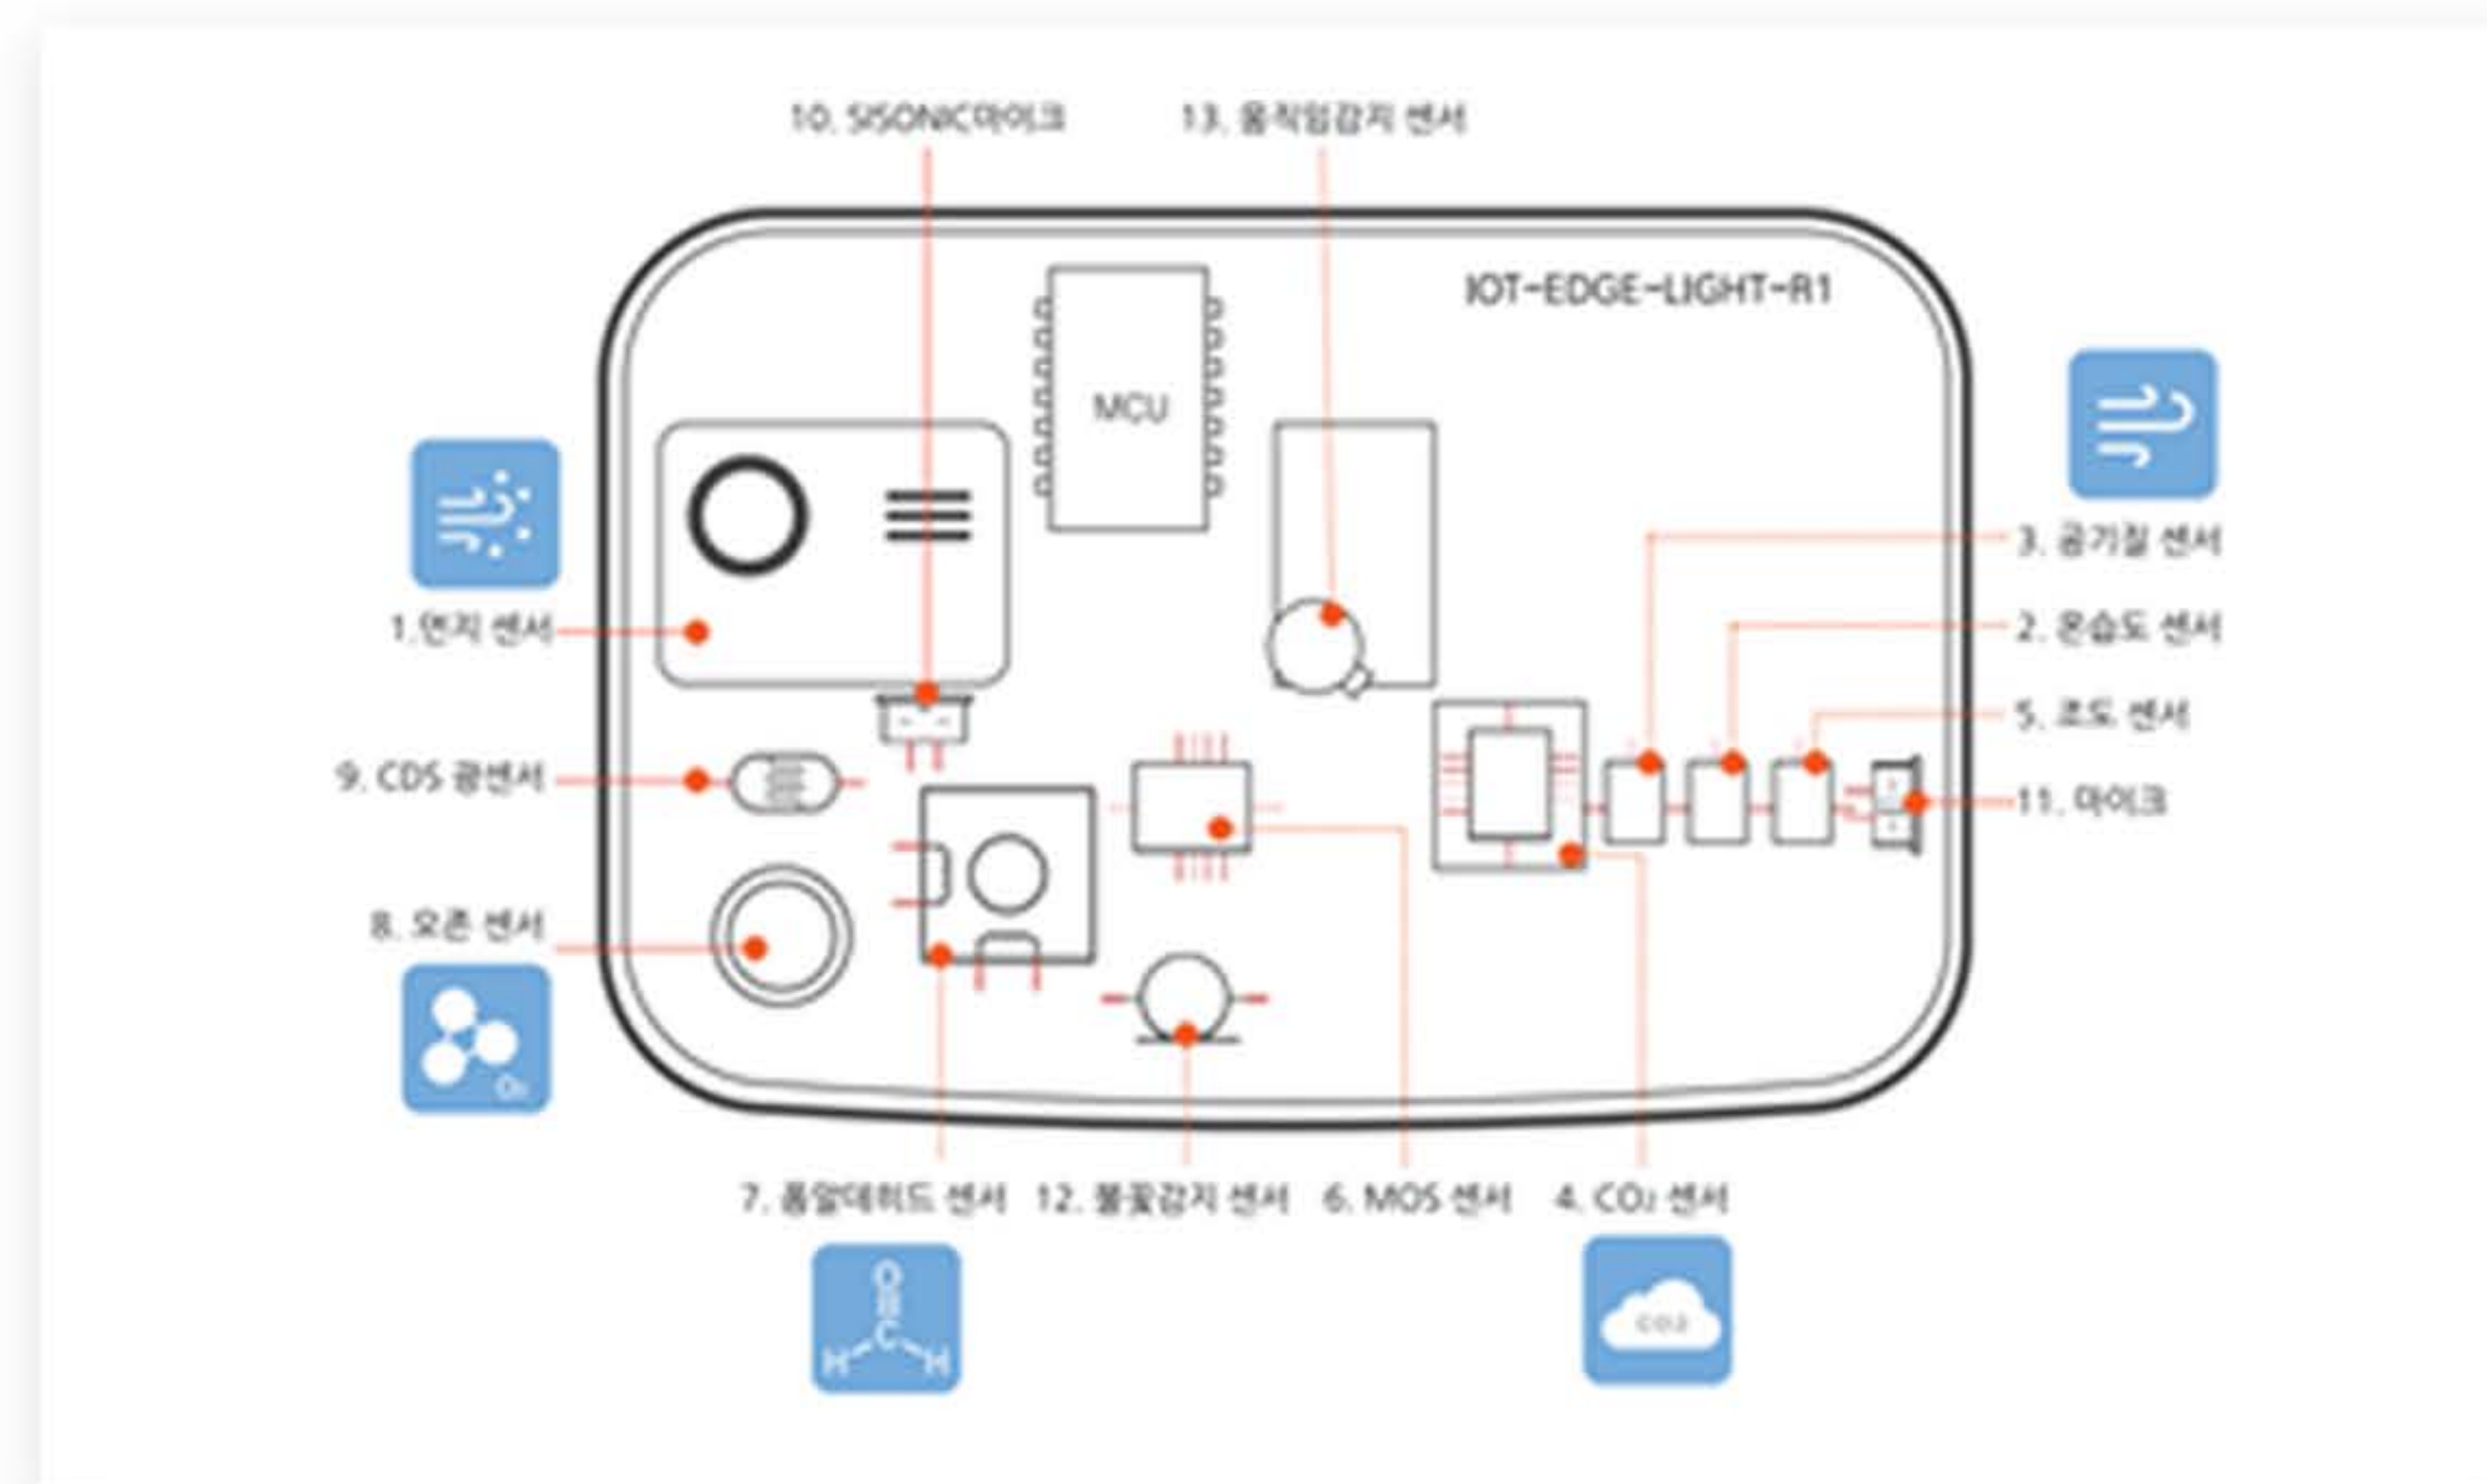 10. SISONIC마이크
13. 움직임감지 센서
IOT-EDGE-LIGHT-R1
MCU
1.먼지 센서
3. 공기질 센서
2. 온습도 센서
5. 조도 센서
9. CDS 광센서
11. 마이크
8. 오존 센서
O₃
7. 폼알데히드 센서
12. 불꽃감지 센서
6. MOS 센서
4. CO₂ 센서
O
C
H H
CO2